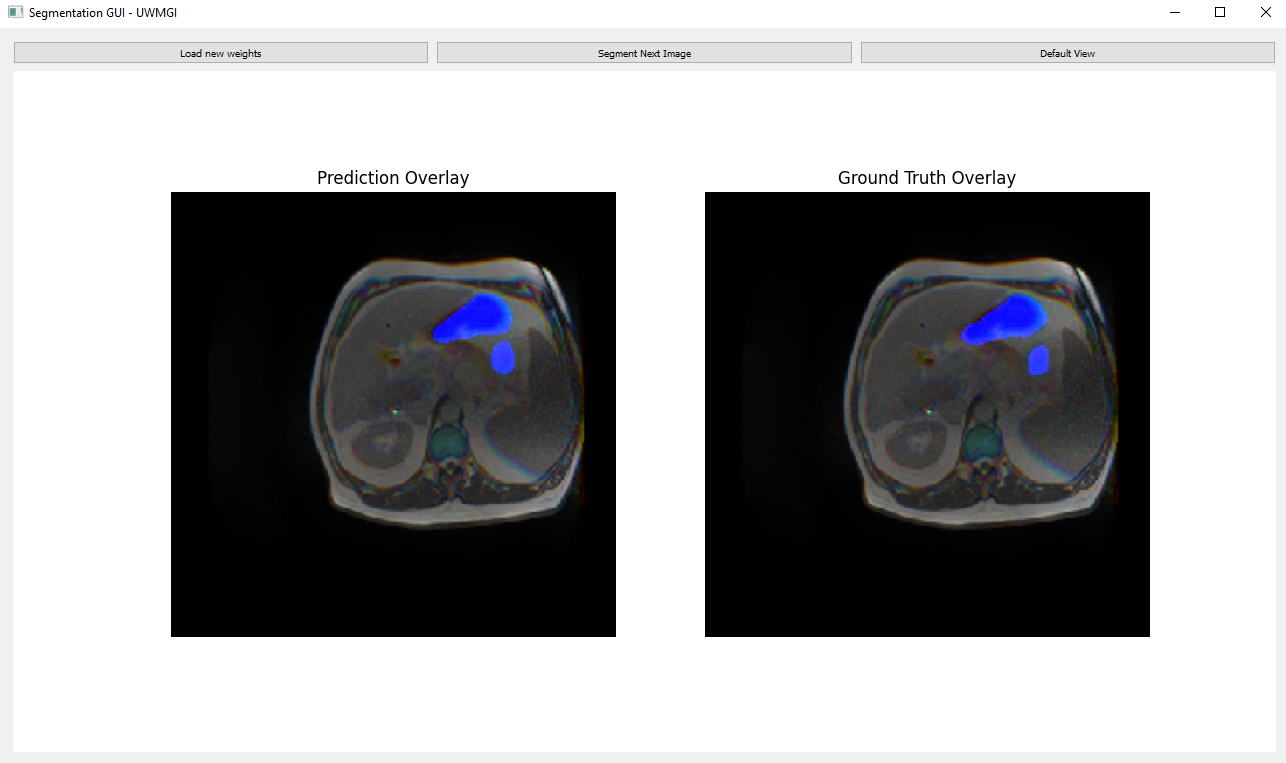 Segmentation GUI - UWMGI
Load new weights
Segment Next Image
Default View
Prediction Overlay
Ground Truth Overlay